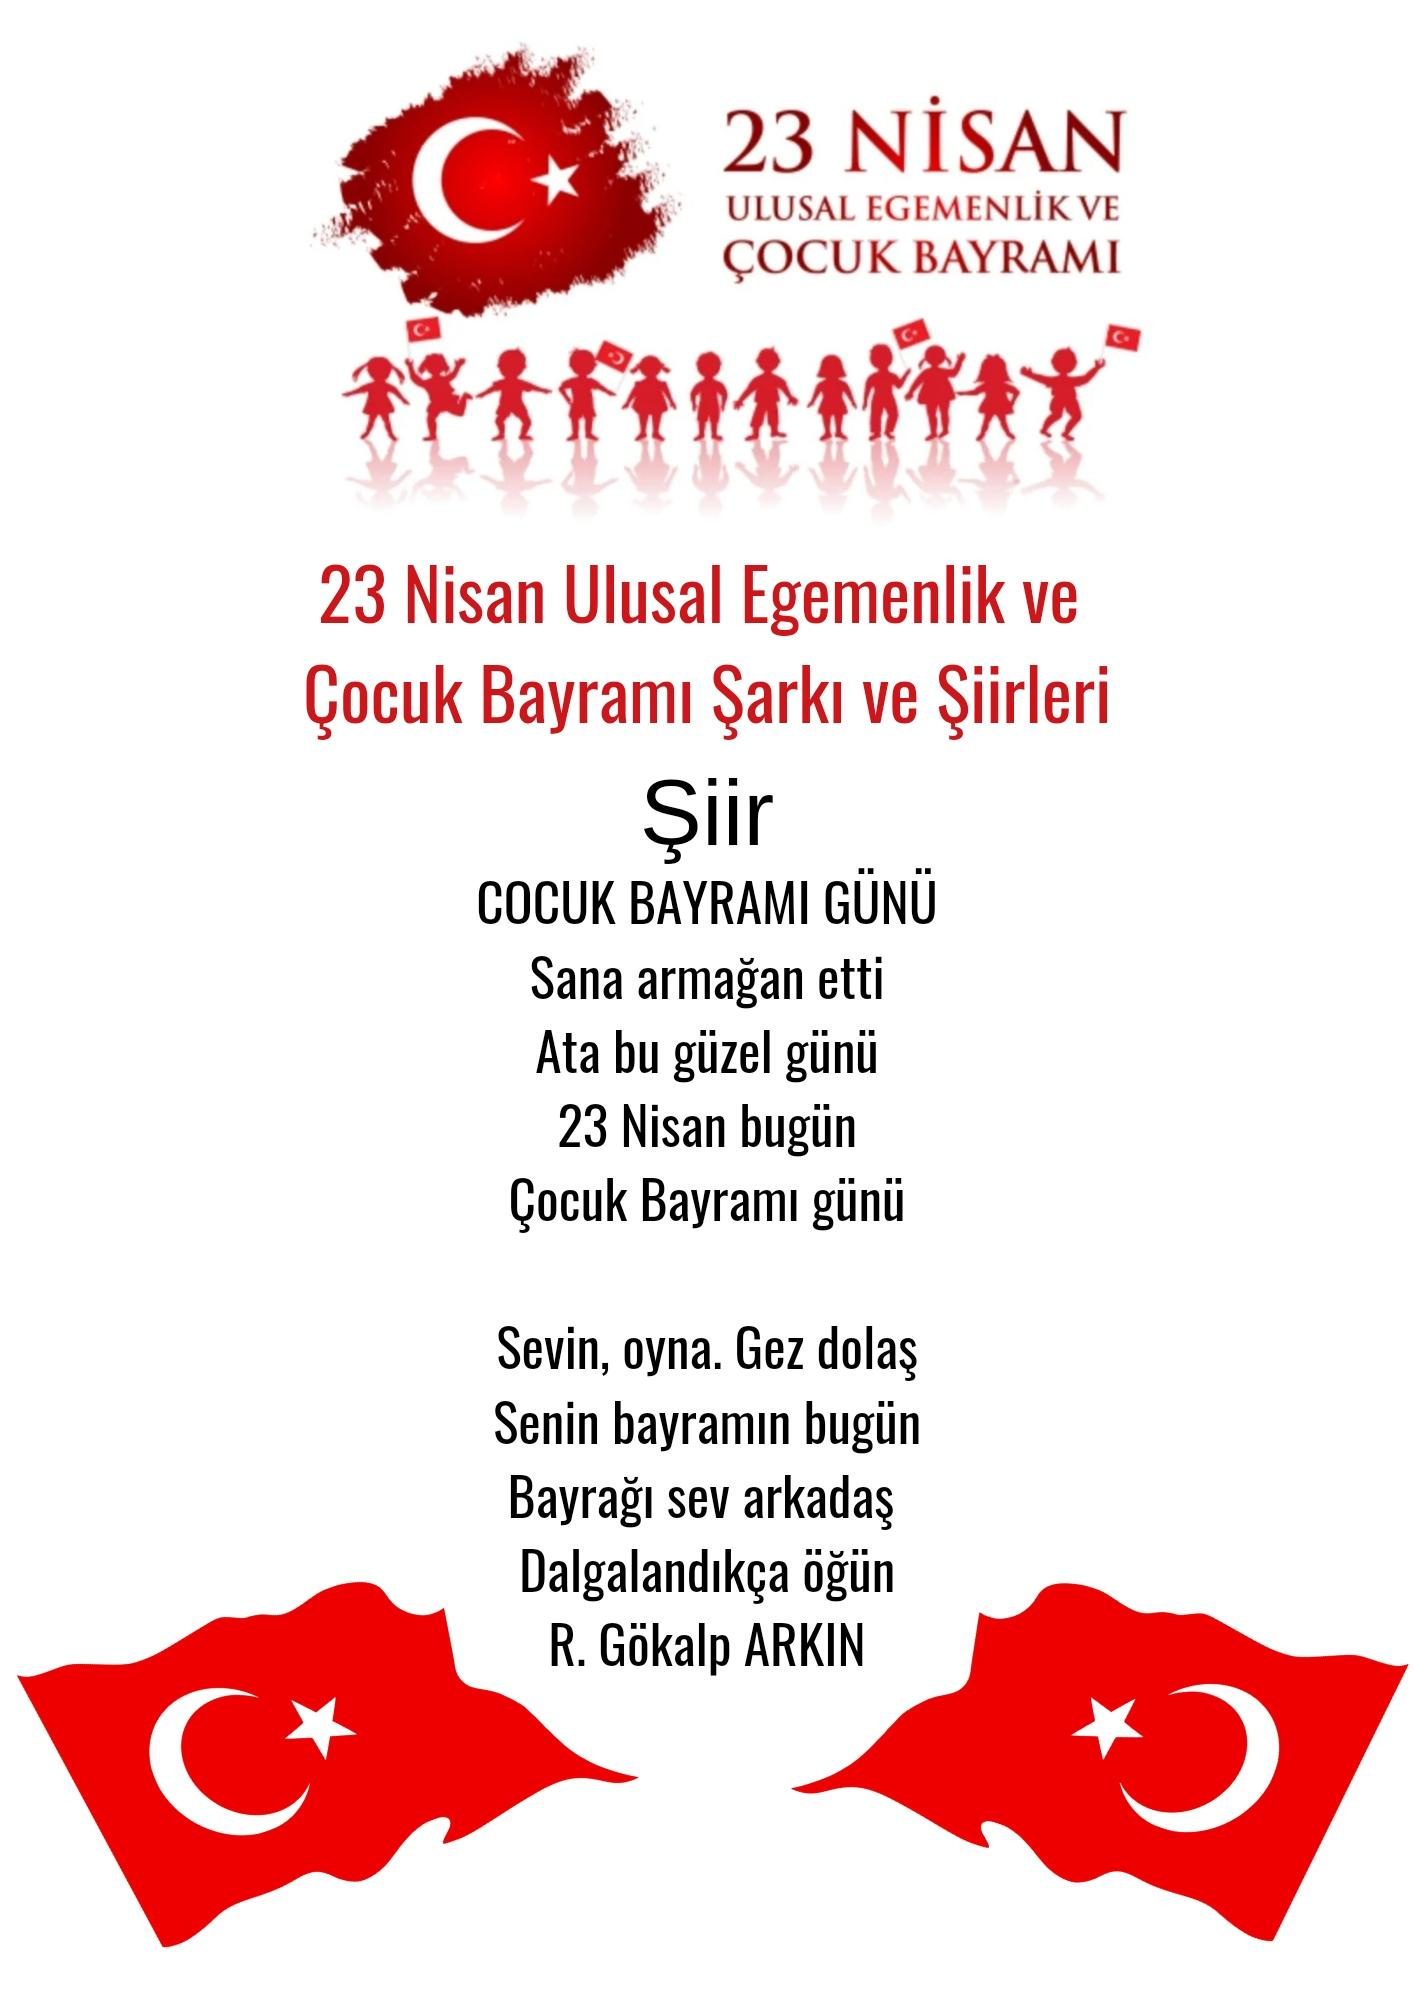 23 NİSAN
ULUSAL EGEMENLİK VE
ÇOCUK BAYRAMI
23 Nisan Ulusal Egemenlik ve
Çocuk Bayramı Şarkı ve Şiirleri
Şiir
COCUK BAYRAMI GÜNÜ
Sana armağan etti
Ata bu güzel günü
23 Nisan bugün
Çocuk Bayramı günü
Sevin, oyna. Gez dolaş
Senin bayramın bugün
Bayrağı sev arkadaş
Dalgalandıkça öğün
R. Gökalp ARKIN